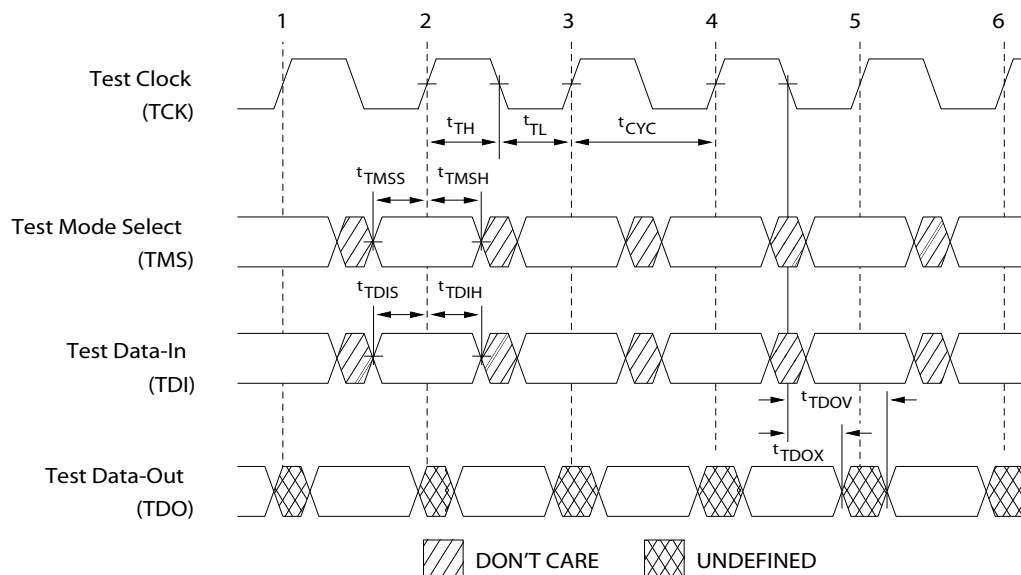 1 2 3 4 5 6
Test Clock
(TCK)
tTH tTL tCYC
tTMSS tTMSH
Test Mode Select
(TMS)
tTDIS tTDIH
Test Data-In
(TDI)
tTDOV
tTDOX
Test Data-Out
(TDO)
DON'T CARE UNDEFINED